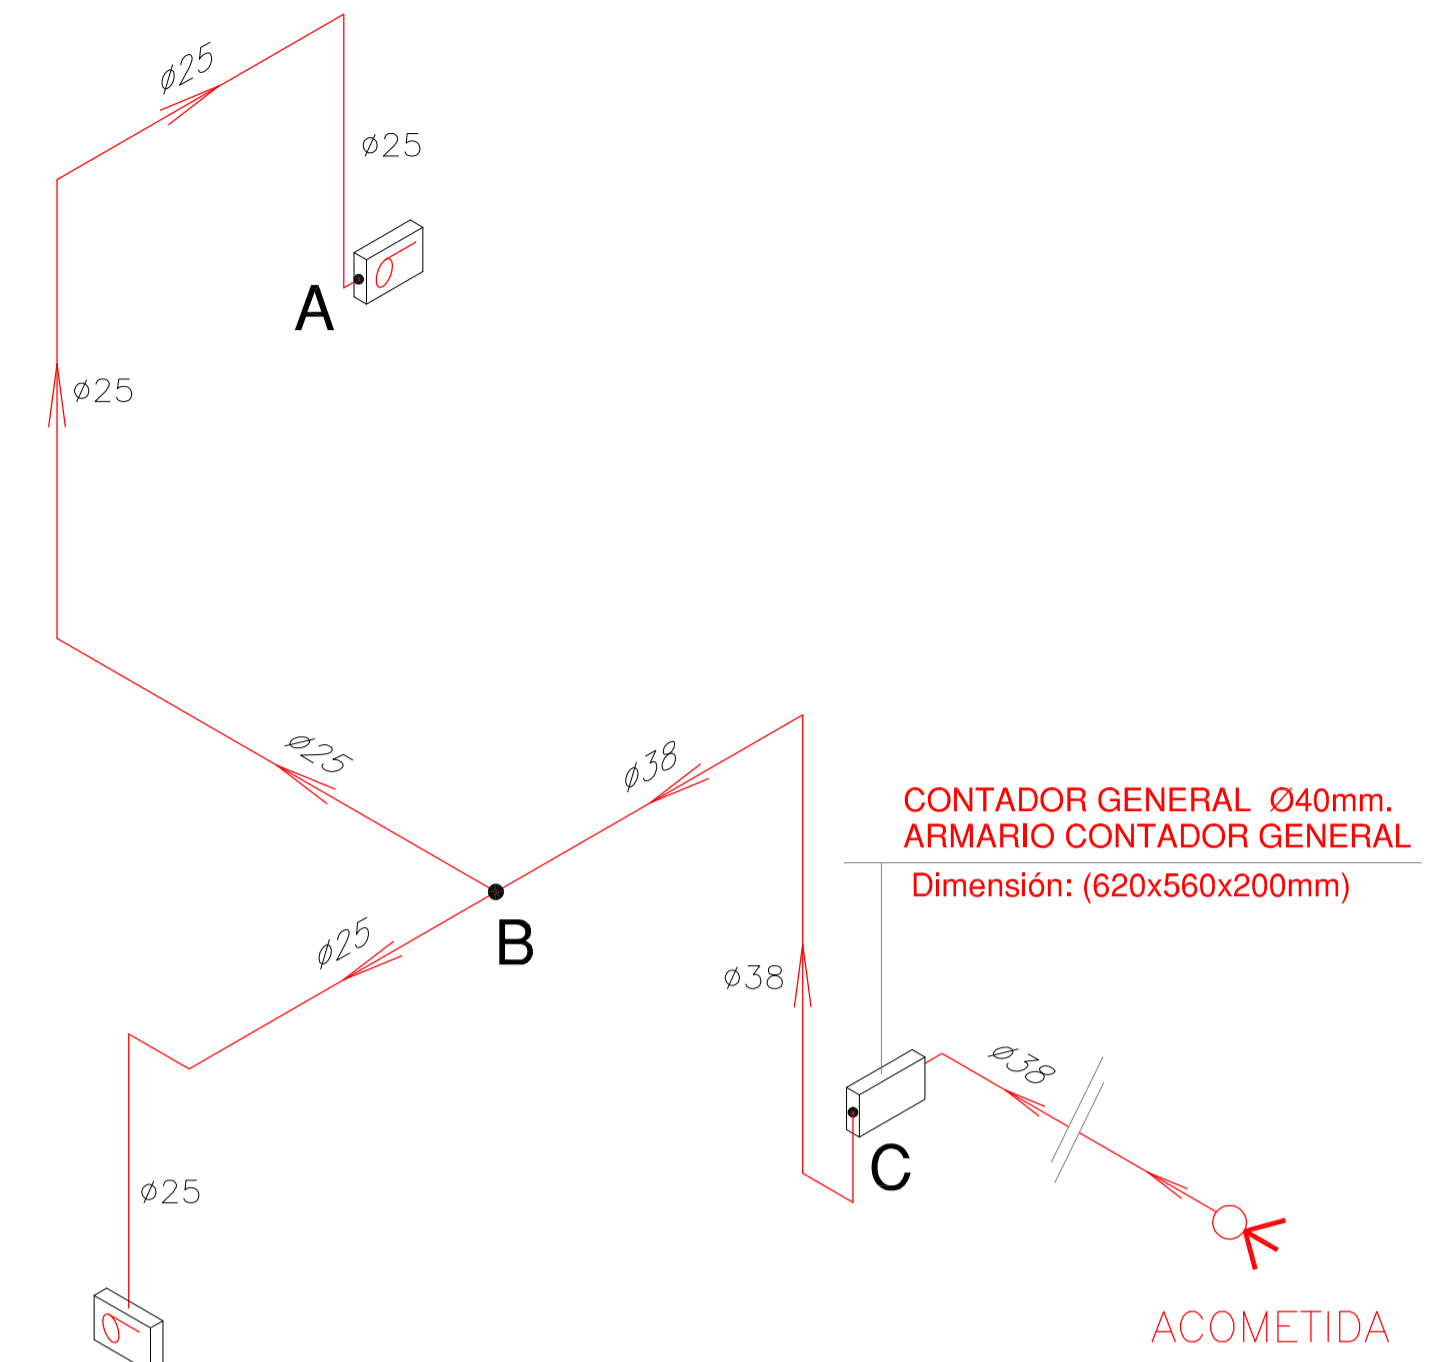 ø25
ø25
A
ø25
ø25
ø38
CONTADOR GENERAL Ø40mm.
ARMARIO CONTADOR GENERAL
Dimensión: (620x560x200mm)
ø25
B
ø38
ø38
C
ø25
ACOMETIDA